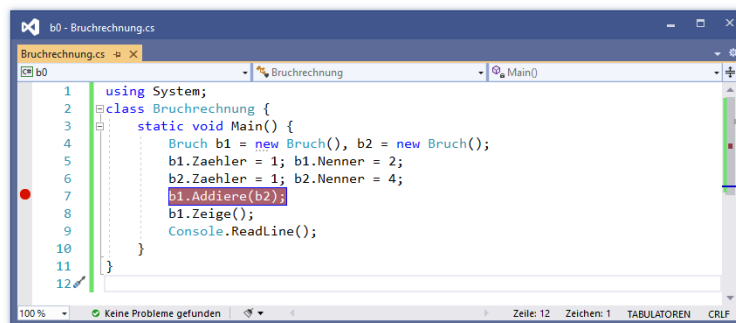 b0 - Bruchrechnung.cs
Bruchrechnung.cs
C# b0 Bruchrechnung Main()
1 using System;
2 class Bruchrechnung {
3 static void Main() {
4 Bruch b1 = new Bruch(), b2 = new Bruch();
5 b1.Zaehler = 1; b1.Nenner = 2;
6 b2.Zaehler = 1; b2.Nenner = 4;
7 b1.Addiere(b2);
8 b1.Zeige();
9 Console.ReadLine();
10 }
11 }
12
100 % Keine Probleme gefunden Zeile: 12 Zeichen: 1 TABULATOREN CRLF